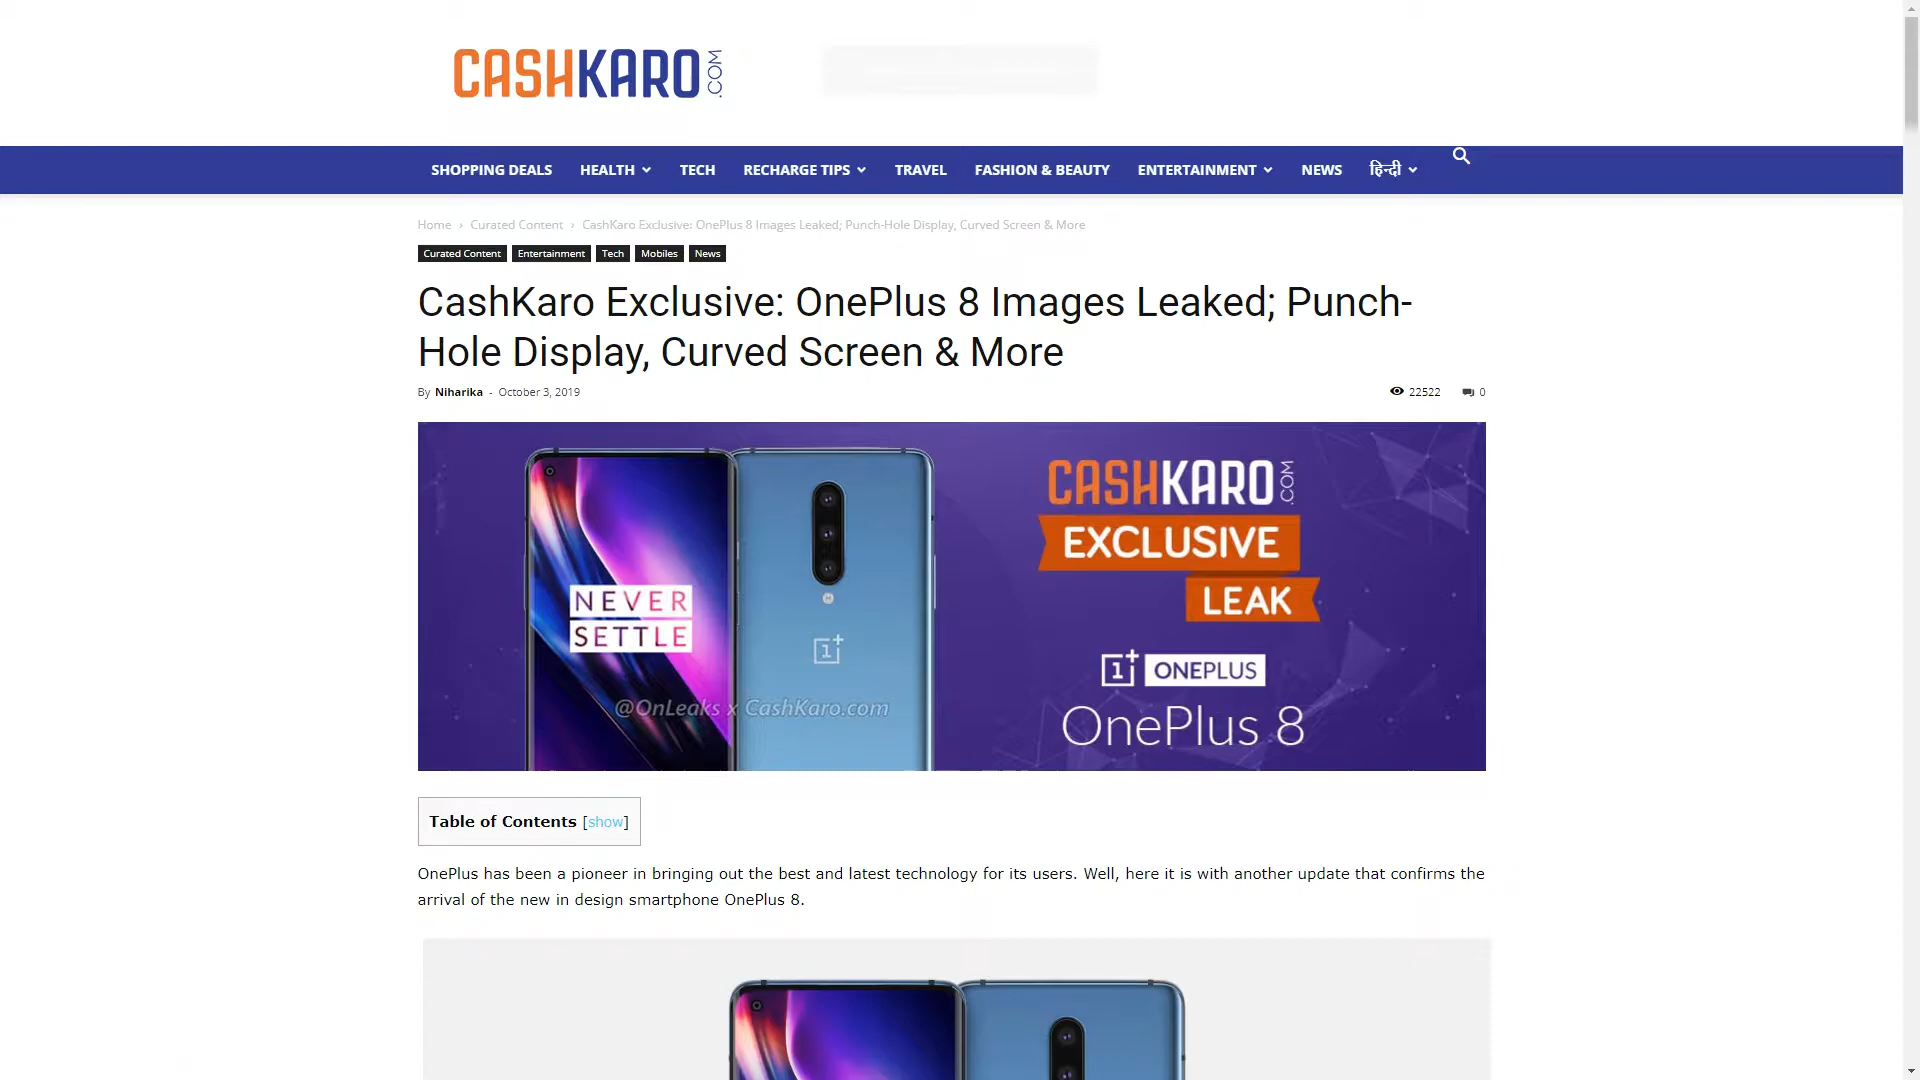 CASHKARO.COM
SHOPPING DEALS HEALTH TECH RECHARGE TIPS TRAVEL FASHION & BEAUTY ENTERTAINMENT NEWS हिन्दी
Home › Curated Content › CashKaro Exclusive: OnePlus 8 Images Leaked; Punch-Hole Display, Curved Screen & More
Curated Content Entertainment Tech Mobiles News
CashKaro Exclusive: OnePlus 8 Images Leaked; Punch-
Hole Display, Curved Screen & More
By Niharika - October 3, 2019 22522 0
CASHKARO.COM
EXCLUSIVE
LEAK
NEVER
SETTLE
1+
1+ ONEPLUS
@OnLeaks x CashKaro.com
OnePlus 8
Table of Contents [show]
OnePlus has been a pioneer in bringing out the best and latest technology for its users. Well, here it is with another update that confirms the
arrival of the new in design smartphone OnePlus 8.